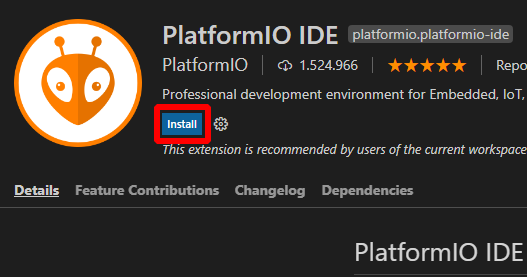 PlatformIO IDE platformio.platformio-ide
PlatformIO 1.524.966 Repo
Professional development environment for Embedded, IoT,
Install
This extension is recommended by users of the current workspace
Details Feature Contributions Changelog Dependencies
PlatformIO IDE